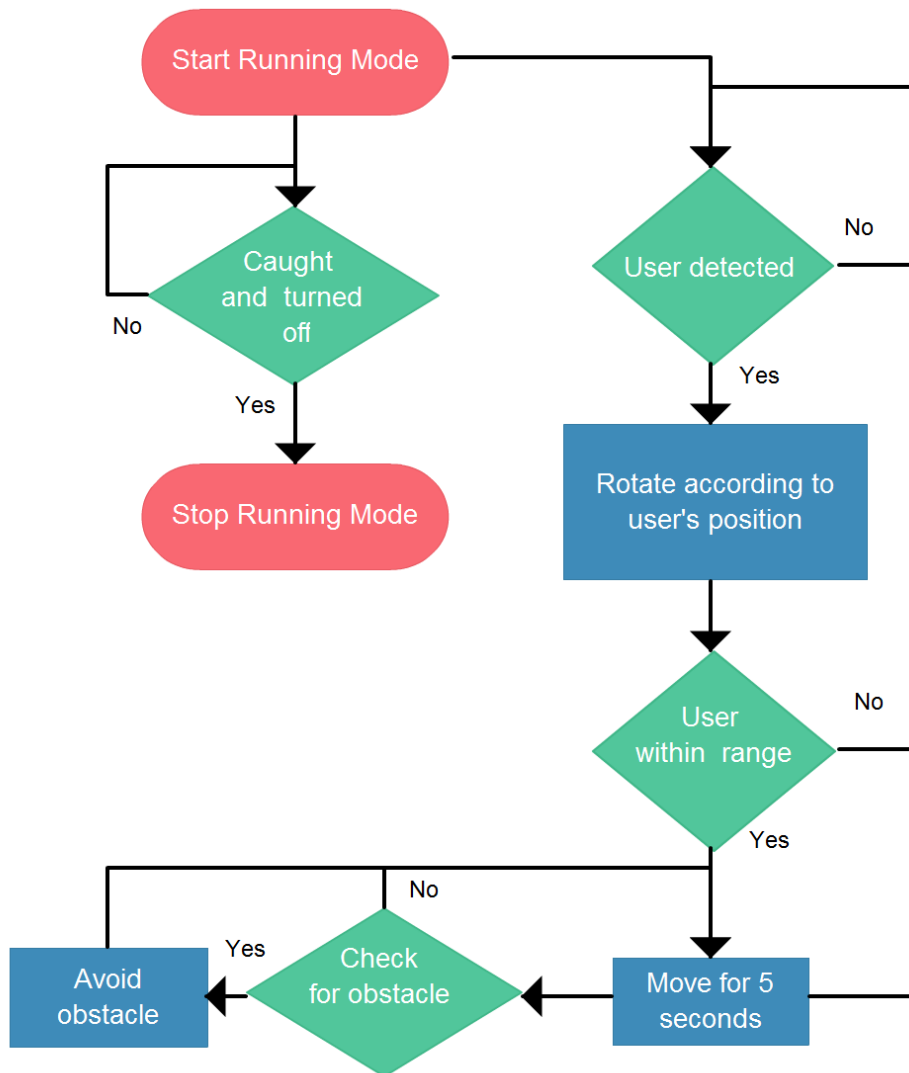 Start Running Mode
No
User detected
Caught
and turned
off
No
Yes
Yes
Rotate according to
user's position
Stop Running Mode
No
User
within range
Yes
No
Yes
Check
for obstacle
Avoid
obstacle
Move for 5
seconds